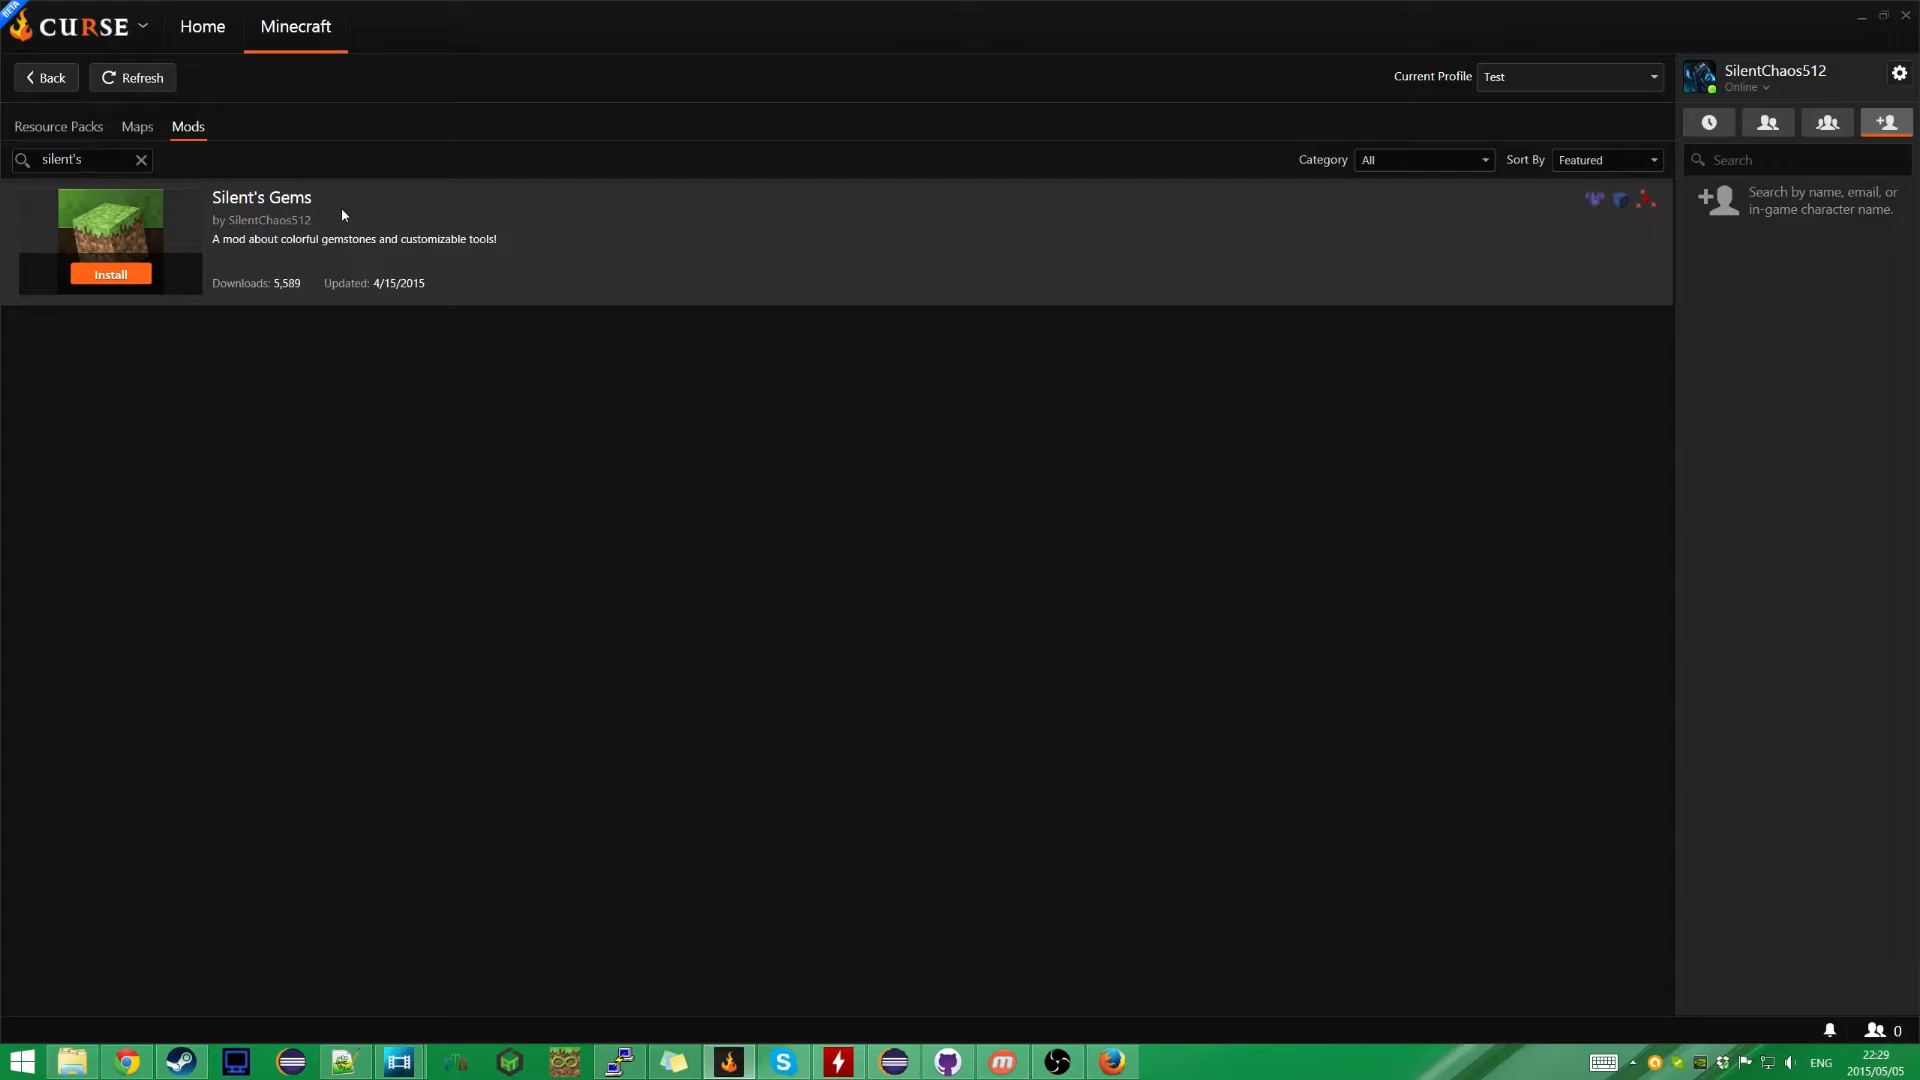 BETA
CURSE
Home
Minecraft
Back
Refresh
Current Profile
Test
SilentChaos512
Online
Resource Packs
Maps
Mods
silent's
Category
All
Sort By
Featured
Search
Silent's Gems
by SilentChaos512
A mod about colorful gemstones and customizable tools!
Install
Downloads: 5,589
Updated: 4/15/2015
Search by name, email, or
in-game character name.
0
ENG
22:29
2015/05/05